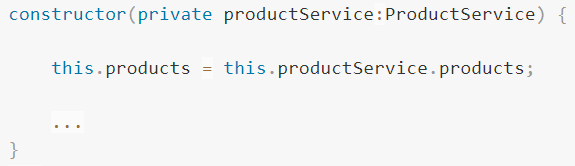 constructor(private productService:ProductService) {
this.products = this.productService.products;
...
}